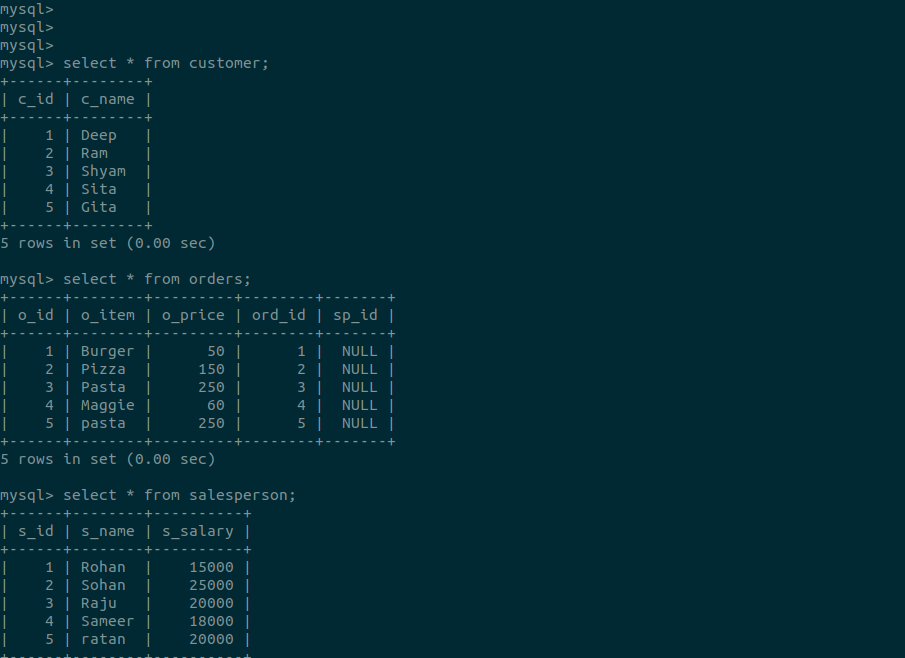 mysql>
mysql>
mysql>
mysql> select * from customer;
+------+--------+
| c_id | c_name |
+------+--------+
|    1 | Deep   |
|    2 | Ram    |
|    3 | Shyam  |
|    4 | Sita   |
|    5 | Gita   |
+------+--------+
5 rows in set (0.00 sec)

mysql> select * from orders;
+------+--------+---------+--------+-------+
| o_id | o_item | o_price | ord_id | sp_id |
+------+--------+---------+--------+-------+
|    1 | Burger |      50 |      1 |  NULL |
|    2 | Pizza  |     150 |      2 |  NULL |
|    3 | Pasta  |     250 |      3 |  NULL |
|    4 | Maggie |      60 |      4 |  NULL |
|    5 | pasta  |     250 |      5 |  NULL |
+------+--------+---------+--------+-------+
5 rows in set (0.00 sec)

mysql> select * from salesperson;
+------+--------+----------+
| s_id | s_name | s_salary |
+------+--------+----------+
|    1 | Rohan  |    15000 |
|    2 | Sohan  |    25000 |
|    3 | Raju   |    20000 |
|    4 | Sameer |    18000 |
|    5 | ratan  |    20000 |
+------+--------+----------+